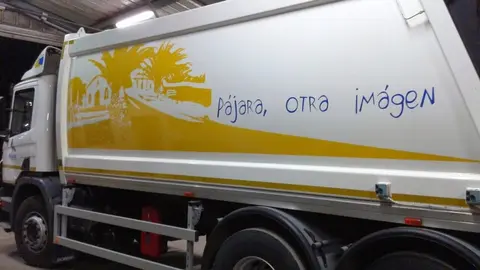 Pájara, otra imágen